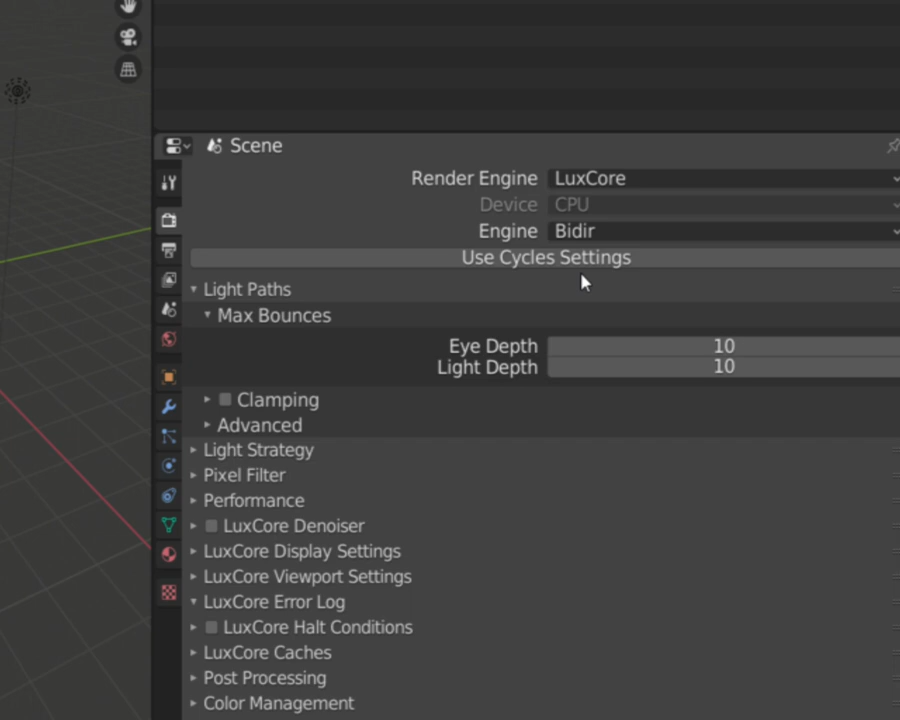 Scene
Render Engine LuxCore
Device CPU
Engine Bidir
Use Cycles Settings
Light Paths
Max Bounces
Eye Depth 10
Light Depth 10
Clamping
Advanced
Light Strategy
Pixel Filter
Performance
LuxCore Denoiser
LuxCore Display Settings
LuxCore Viewport Settings
LuxCore Error Log
LuxCore Halt Conditions
LuxCore Caches
Post Processing
Color Management